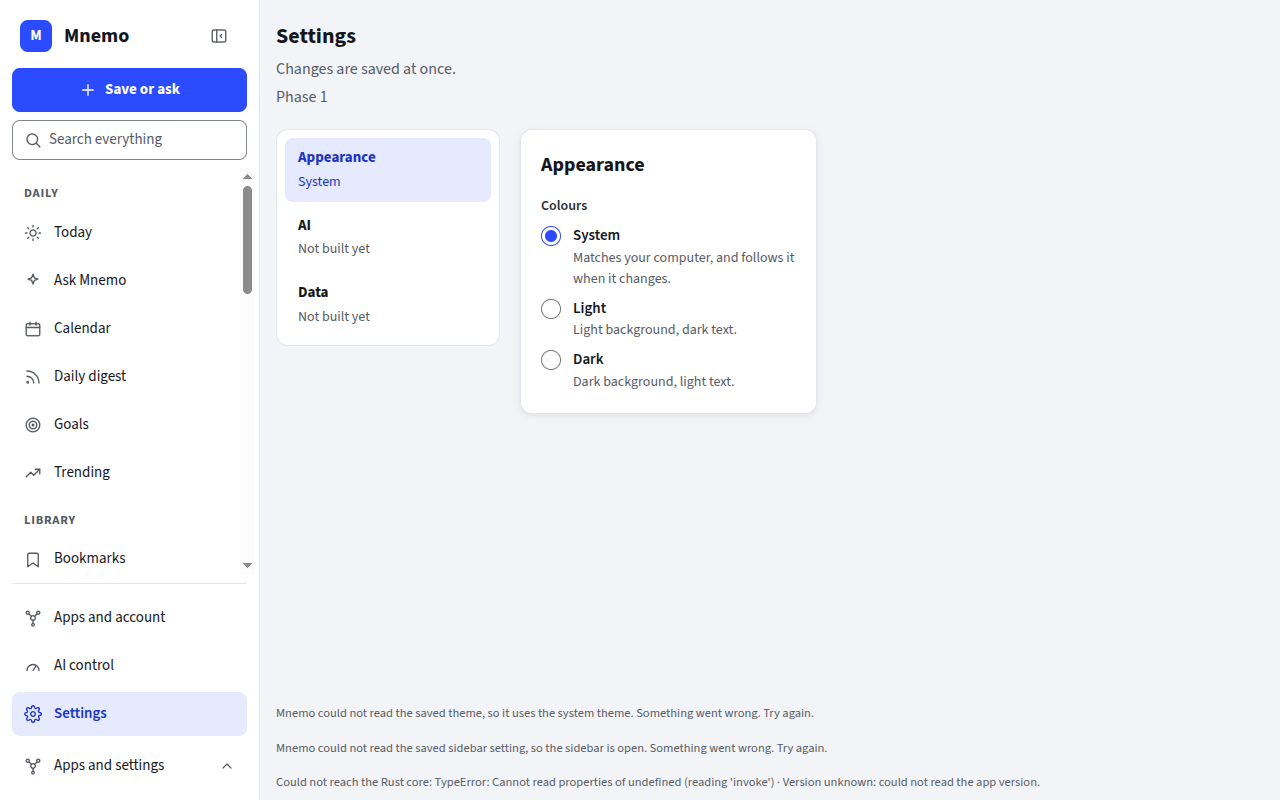 M Mnemo
Save or ask
Search everything
DAILY
Today
Ask Mnemo
Calendar
Daily digest
Goals
Trending
LIBRARY
Bookmarks
Apps and account
AI control
Settings
Apps and settings
Settings
Changes are saved at once.
Phase 1
Appearance
System
AI
Not built yet
Data
Not built yet
Appearance
Colours
System
Matches your computer, and follows it
when it changes.
Light
Light background, dark text.
Dark
Dark background, light text.
Mnemo could not read the saved theme, so it uses the system theme. Something went wrong. Try again.
Mnemo could not read the saved sidebar setting, so the sidebar is open. Something went wrong. Try again.
Could not reach the Rust core: TypeError: Cannot read properties of undefined (reading 'invoke') · Version unknown: could not read the app version.